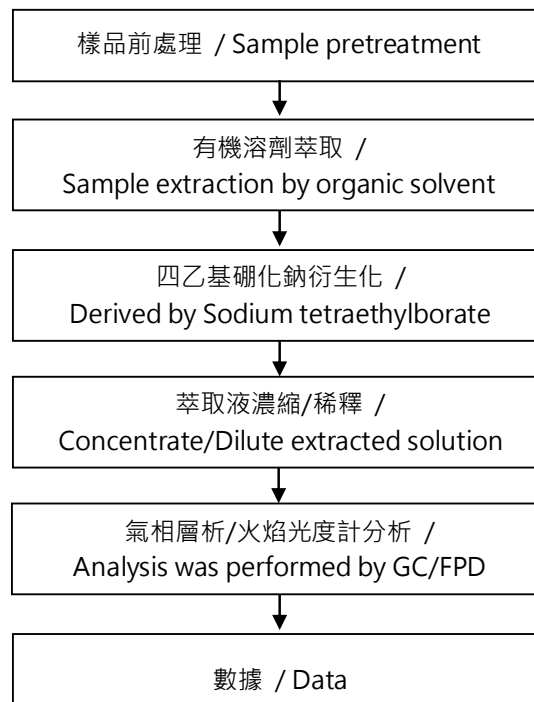 樣品前處理 / Sample pretreatment
有機溶劑萃取 /
Sample extraction by organic solvent
四乙基硼化鈉衍生化 /
Derived by Sodium tetraethylborate
萃取液濃縮/稀釋 /
Concentrate/Dilute extracted solution
氣相層析/火焰光度計分析 /
Analysis was performed by GC/FPD
數據 / Data